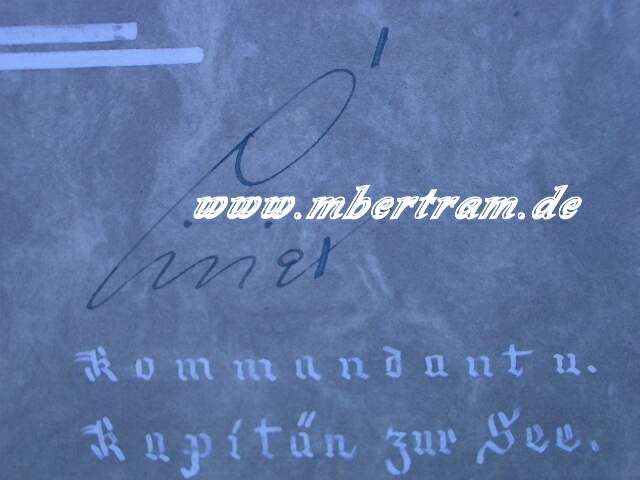 www.mbertram.de
Kommandant u.
Kapitän zur See.